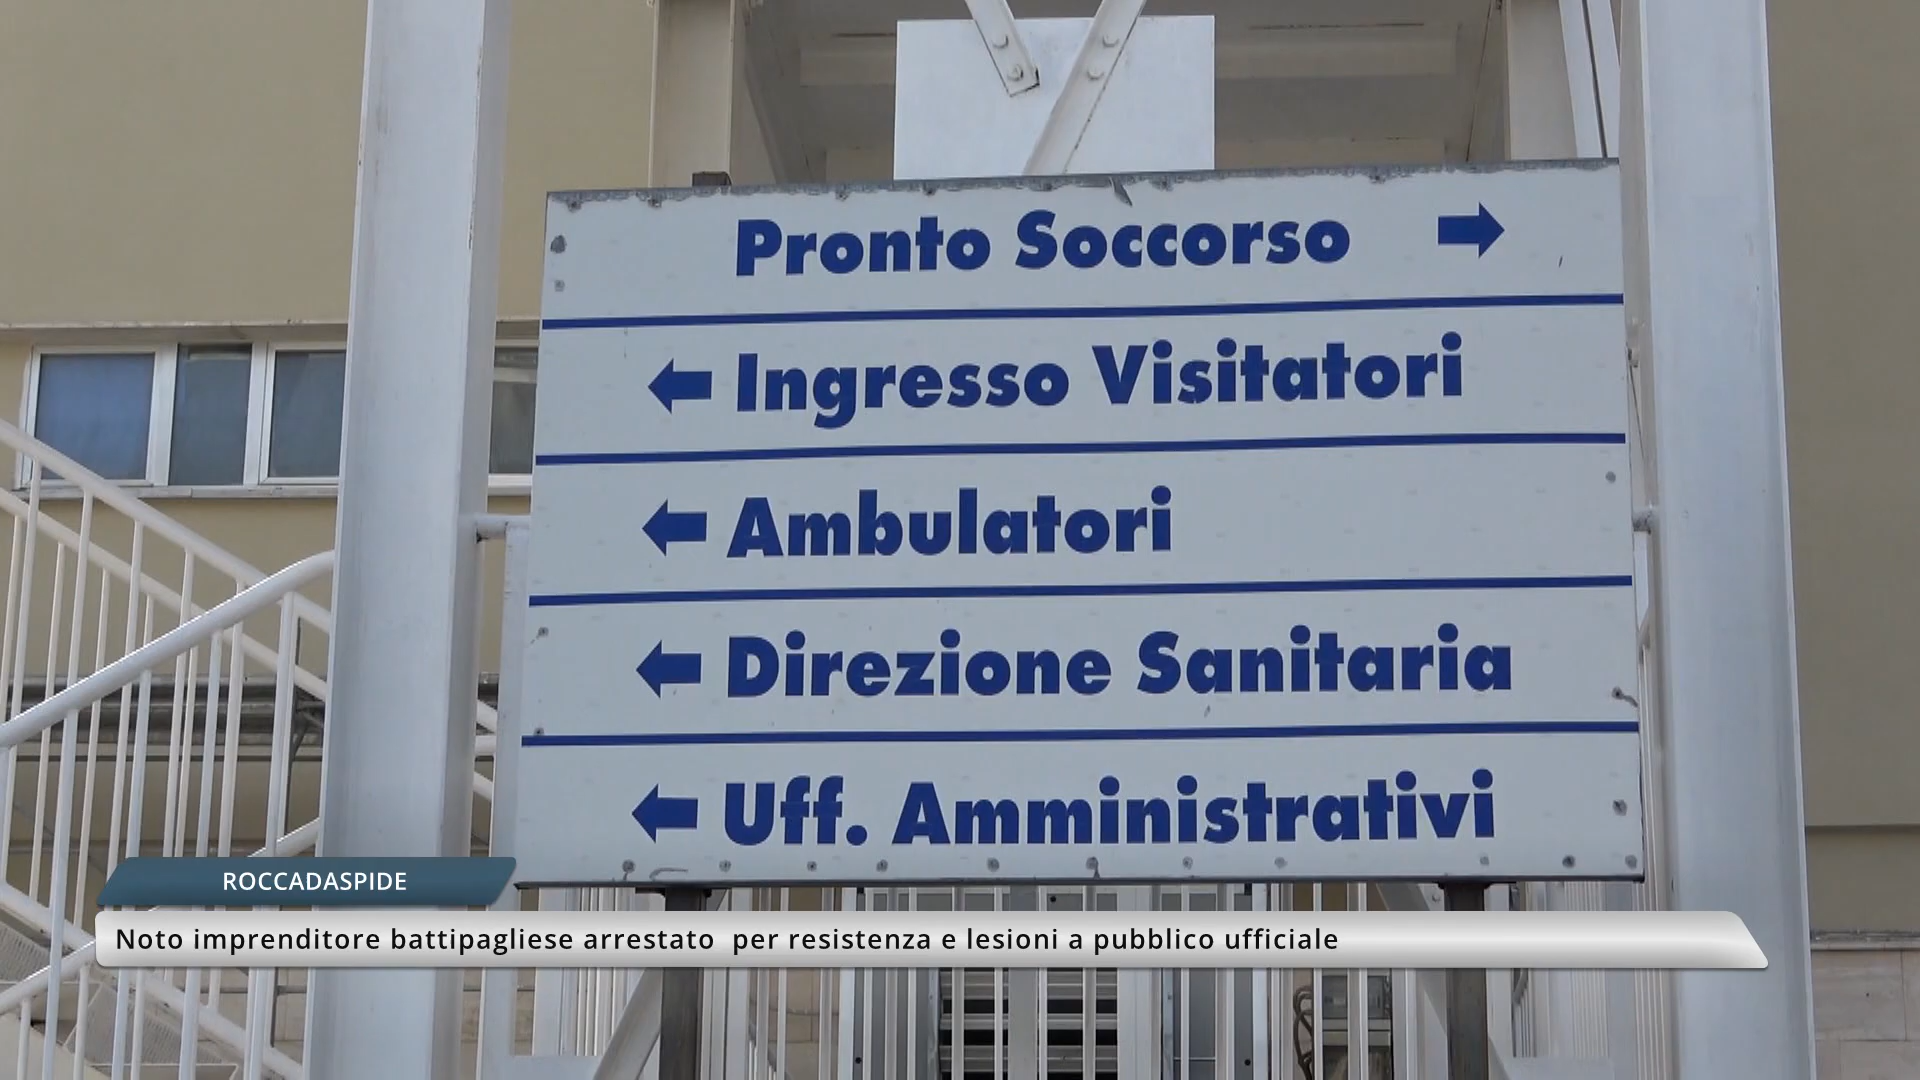 Pronto Soccorso
Ingresso Visitatori
Ambulatori
Direzione Sanitaria
Uff. Amministrativi
ROCCADASPIDE
Noto imprenditore battipagliese arrestato  per resistenza e lesioni a pubblico ufficiale